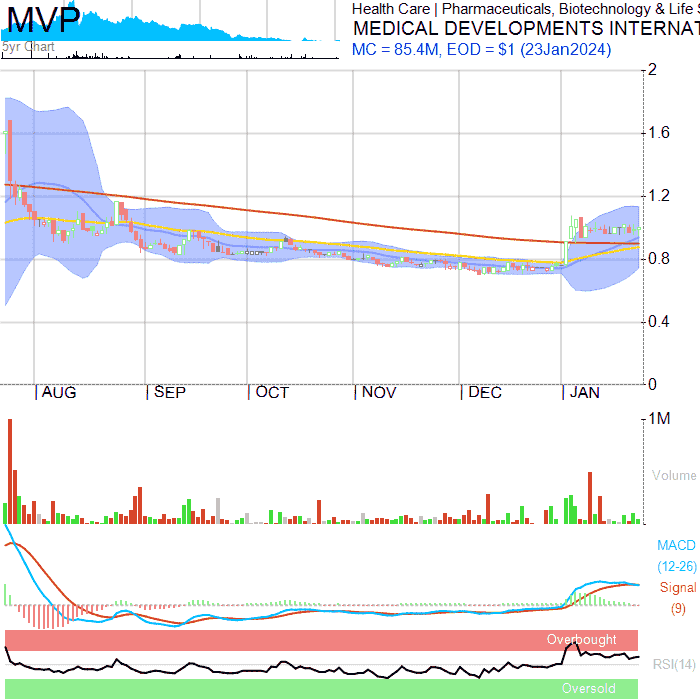 MVP
5yr Chart
Health Care | Pharmaceuticals, Biotechnology & Life
MEDICAL DEVELOPMENTS INTERNAT
MC = 85.4M, EOD = $1 (23Jan2024)
2
1.6
1.2
0.8
0.4
0
AUG SEP OCT NOV DEC JAN
1M
Volume
MACD
(12-26)
Signal
(9)
Overbought
RSI(14)
Oversold